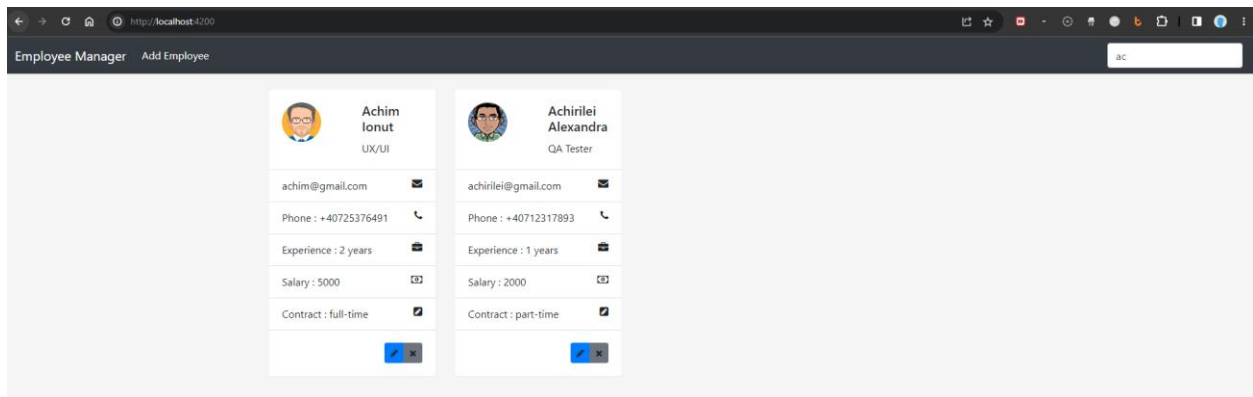 http://localhost:4200
Employee Manager Add Employee ac
Achim
Ionut
UX/UI
achim@gmail.com
Phone : +40725376491
Experience : 2 years
Salary : 5000
Contract : full-time
Achirilei
Alexandra
QA Tester
achirilei@gmail.com
Phone : +40712317893
Experience : 1 years
Salary : 2000
Contract : part-time